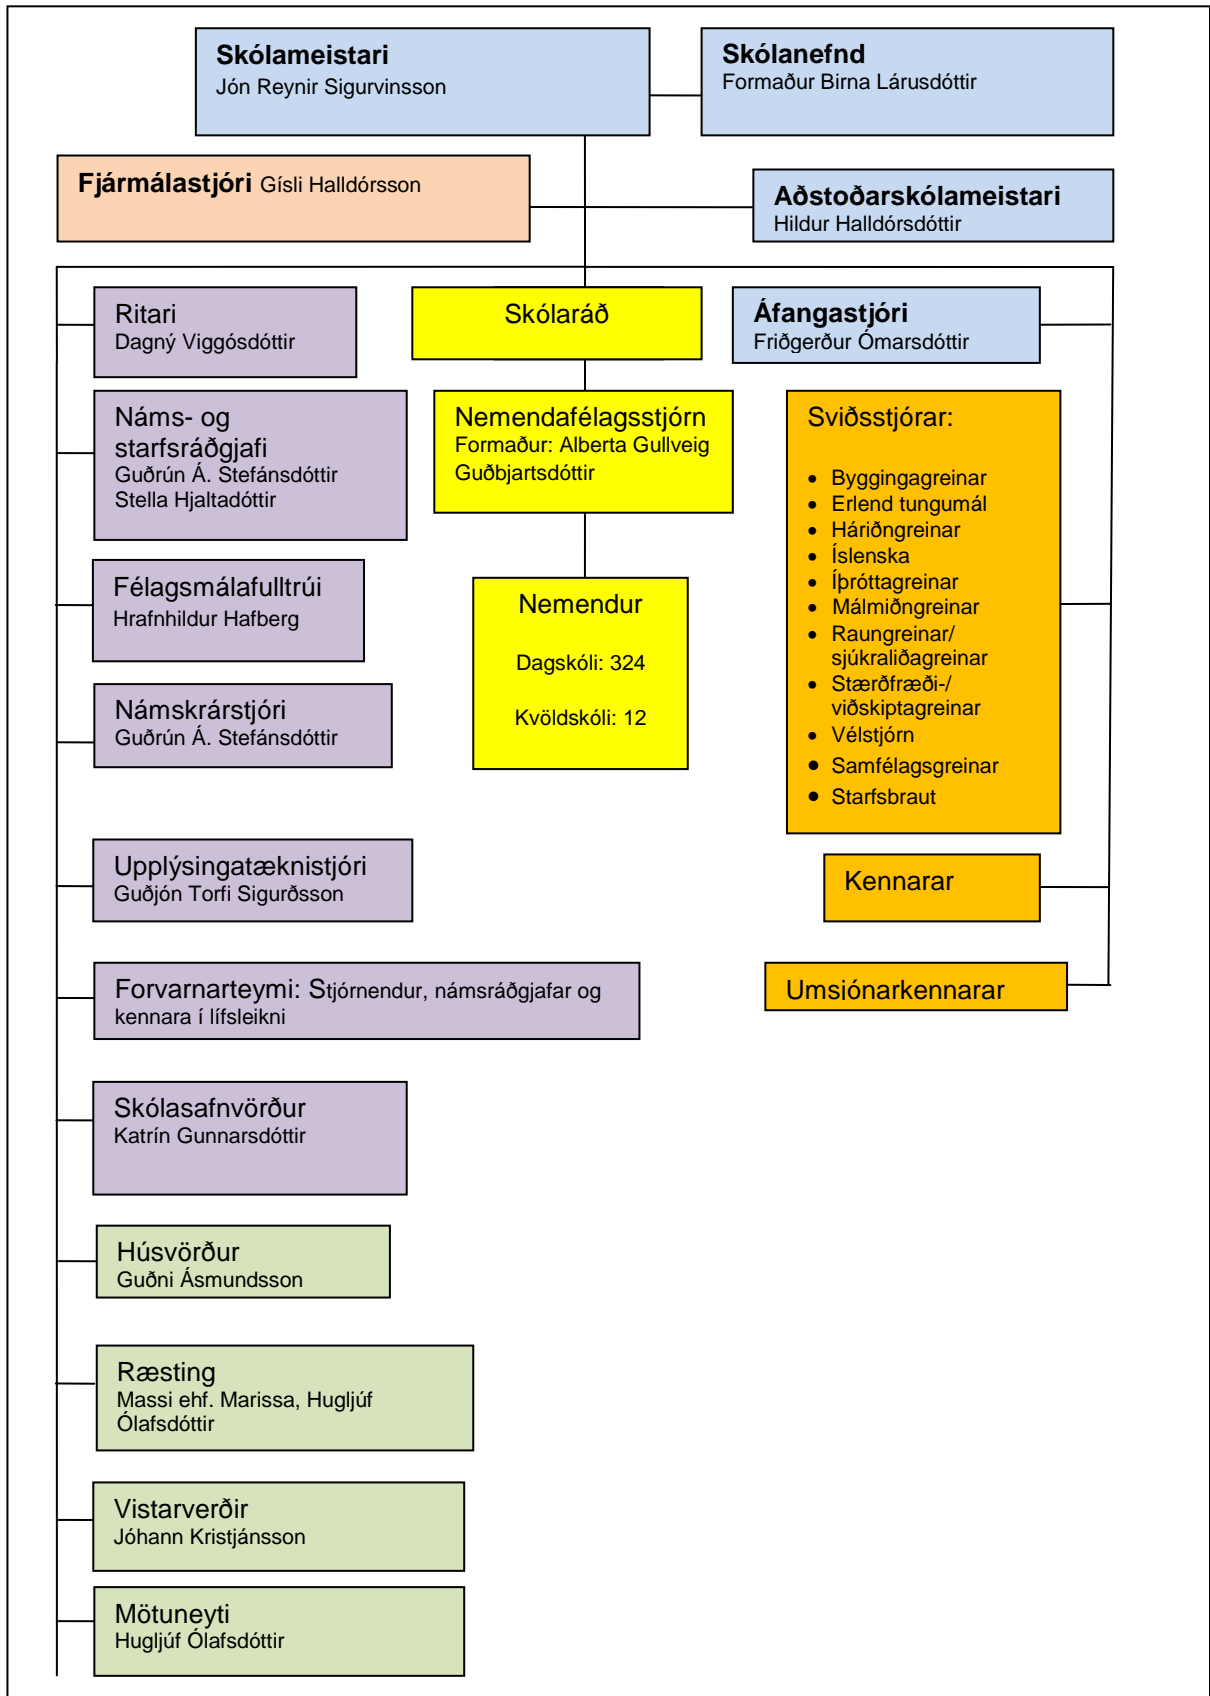 Skólameistari
Jón Reynir Sigurvinsson
Skólanefnd
Formaður Birna Lárusdóttir
Fjármálastjóri Gísli Halldórsson
Aðstoðarskólameistari
Hildur Halldórsdóttir
Ritari
Dagný Viggósdóttir
Skólaráð
Áfangastjóri
Friðgerður Ómarsdóttir
Náms- og
starfsráðgjafi
Guðrún Á. Stefánsdóttir
Stella Hjaltadóttir
Nemendafélagsstjórn
Formaður: Alberta Gullveig
Guðbjartsdóttir
Sviðsstjórar:
• Byggingagreinar
• Erlend tungumál
• Háriðngreinar
• Íslenska
• Íþróttagreinar
• Málmiðngreinar
• Raungreinar/
sjúkraliðagreinar
• Stærðfræði-/
viðskiptagreinar
• Vélstjórn
• Samfélagsgreinar
• Starfsbraut
Félagsmálafulltrúi
Hrafnhildur Hafberg
Nemendur
Dagskóli: 324
Kvöldskóli: 12
Námskrárstjóri
Guðrún Á. Stefánsdóttir
Upplýsingatæknistjóri
Guðjón Torfi Sigurðsson
Kennarar
Forvarnarteymi: Stjórnendur, námsráðgjafar og
kennara í lífsleikni
Umsjónarkennarar
Skólasafnvörður
Katrín Gunnarsdóttir
Húsvörður
Guðni Ásmundsson
Ræsting
Massi ehf. Marissa, Hugljúf
Ólafsdóttir
Vistarverðir
Jóhann Kristjánsson
Mötuneyti
Hugljúf Ólafsdóttir